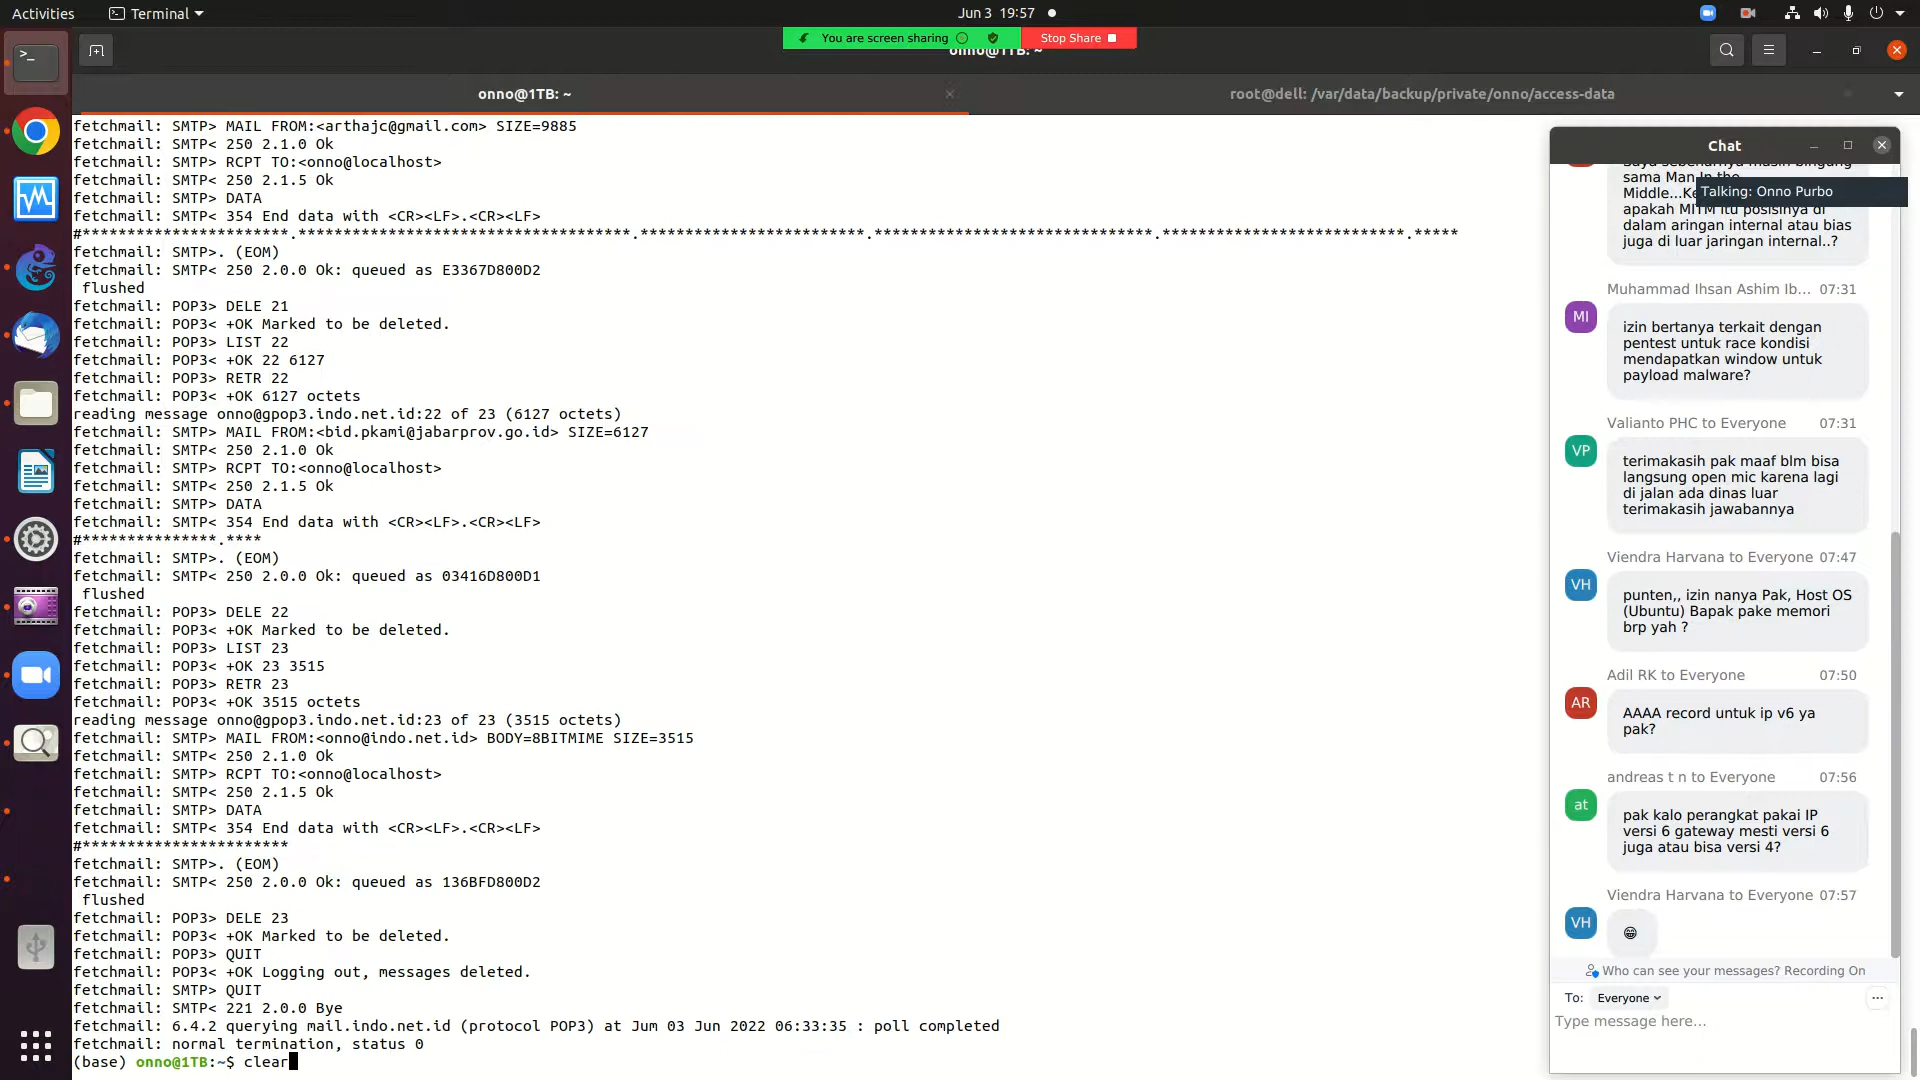 Activities
Terminal
Jun 3 19:57
You are screen sharing
Stop Share
onno@1TB: ~
onno@1TB: ~
root@dell: /var/data/backup/private/onno/access-data
fetchmail: SMTP> MAIL FROM:<arthajc@gmail.com> SIZE=9885
fetchmail: SMTP< 250 2.1.0 Ok
fetchmail: SMTP> RCPT TO:<onno@localhost>
fetchmail: SMTP< 250 2.1.5 Ok
fetchmail: SMTP> DATA
fetchmail: SMTP< 354 End data with <CR><LF>.<CR><LF>
#***********************.*************************************.*************************.*******************************.***************************.*****
fetchmail: SMTP>. (EOM)
fetchmail: SMTP< 250 2.0.0 Ok: queued as E3367D800D2
flushed
fetchmail: POP3> DELE 21
fetchmail: POP3< +OK Marked to be deleted.
fetchmail: POP3> LIST 22
fetchmail: POP3< +OK 22 6127
fetchmail: POP3> RETR 22
fetchmail: POP3< +OK 6127 octets
reading message onno@gpop3.indo.net.id:22 of 23 (6127 octets)
fetchmail: SMTP> MAIL FROM:<bid.pkami@jabarprov.go.id> SIZE=6127
fetchmail: SMTP< 250 2.1.0 Ok
fetchmail: SMTP> RCPT TO:<onno@localhost>
fetchmail: SMTP< 250 2.1.5 Ok
fetchmail: SMTP> DATA
fetchmail: SMTP< 354 End data with <CR><LF>.<CR><LF>
#***************.****
fetchmail: SMTP>. (EOM)
fetchmail: SMTP< 250 2.0.0 Ok: queued as 03416D800D1
flushed
fetchmail: POP3> DELE 22
fetchmail: POP3< +OK Marked to be deleted.
fetchmail: POP3> LIST 23
fetchmail: POP3< +OK 23 3515
fetchmail: POP3> RETR 23
fetchmail: POP3< +OK 3515 octets
reading message onno@gpop3.indo.net.id:23 of 23 (3515 octets)
fetchmail: SMTP> MAIL FROM:<onno@indo.net.id> BODY=8BITMIME SIZE=3515
fetchmail: SMTP< 250 2.1.0 Ok
fetchmail: SMTP> RCPT TO:<onno@localhost>
fetchmail: SMTP< 250 2.1.5 Ok
fetchmail: SMTP> DATA
fetchmail: SMTP< 354 End data with <CR><LF>.<CR><LF>
#***********************
fetchmail: SMTP>. (EOM)
fetchmail: SMTP< 250 2.0.0 Ok: queued as 136BFD800D2
flushed
fetchmail: POP3> DELE 23
fetchmail: POP3< +OK Marked to be deleted.
fetchmail: POP3> QUIT
fetchmail: POP3< +OK Logging out, messages deleted.
fetchmail: SMTP> QUIT
fetchmail: SMTP< 221 2.0.0 Bye
fetchmail: 6.4.2 querying mail.indo.net.id (protocol POP3) at Jum 03 Jun 2022 06:33:35 : poll completed
fetchmail: normal termination, status 0
(base) onno@1TB:~$ clear
Chat
Saya sebenarnya masih bingung
sama Man In the
Talking: Onno Purbo
apakah MITM itu posisinya di
dalam aringan internal atau bias
juga di luar jaringan internal..?
Muhammad Ihsan Ashim Ib... 07:31
MI
izin bertanya terkait dengan
pentest untuk race kondisi
mendapatkan window untuk
payload malware?
Valianto PHC to Everyone 07:31
VP
terimakasih pak maaf blm bisa
langsung open mic karena lagi
di jalan ada dinas luar
terimakasih jawabannya
Viendra Harvana to Everyone 07:47
VH
punten,, izin nanya Pak, Host OS
(Ubuntu) Bapak pake memori
brp yah ?
Adil RK to Everyone 07:50
AR
AAAA record untuk ip v6 ya
pak?
andreas t n to Everyone 07:56
at
pak kalo perangkat pakai IP
versi 6 gateway mesti versi 6
juga atau bisa versi 4?
Viendra Harvana to Everyone 07:57
VH
😁
Who can see your messages? Recording On
To: Everyone
Type message here...